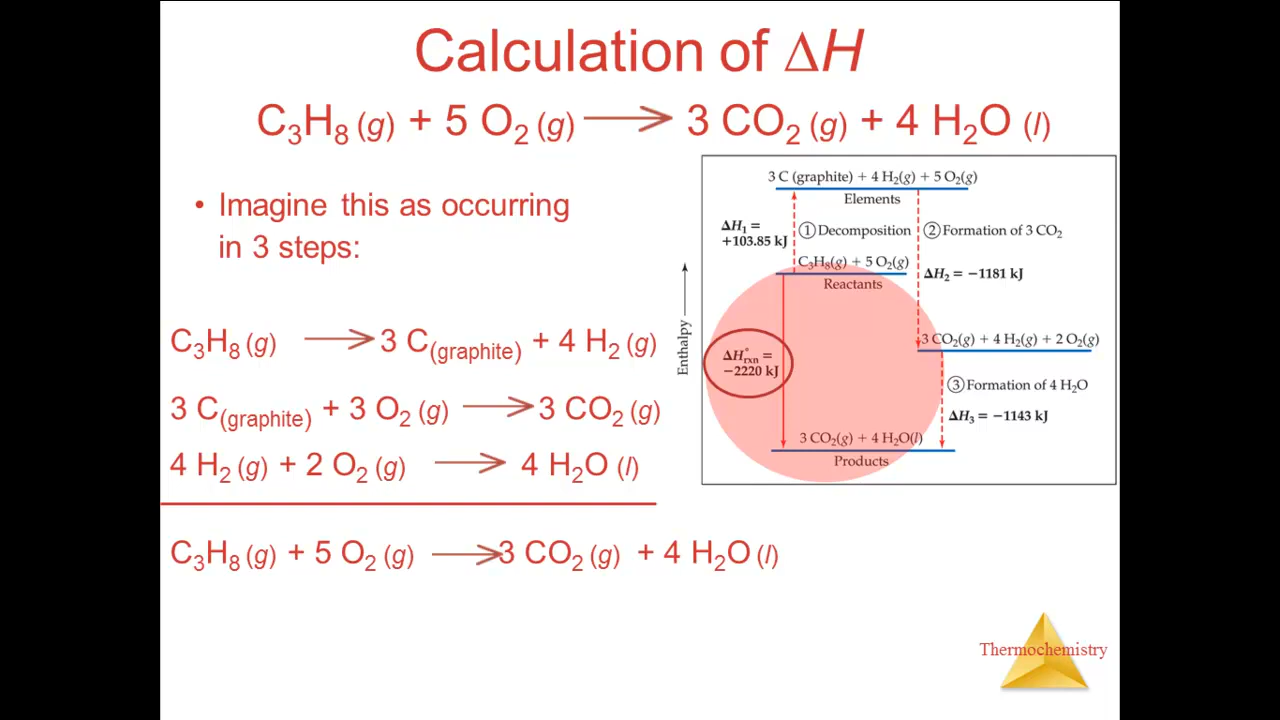 Calculation of ΔH
C₃H₈ (g) + 5 O₂ (g) ⟶ 3 CO₂ (g) + 4 H₂O (l)
• Imagine this as occurring
in 3 steps:
C₃H₈ (g) ⟶ 3 C(graphite) + 4 H₂ (g)
3 C(graphite) + 3 O₂ (g) ⟶ 3 CO₂ (g)
4 H₂ (g) + 2 O₂ (g) ⟶ 4 H₂O (l)
C₃H₈ (g) + 5 O₂ (g) ⟶ 3 CO₂ (g) + 4 H₂O (l)
3 C (graphite) + 4 H₂(g) + 5 O₂(g)
Elements
ΔH₁ =
+103.85 kJ
① Decomposition
② Formation of 3 CO₂
C₃H₈(g) + 5 O₂(g)
Reactants
ΔH₂ = −1181 kJ
Enthalpy ⟶
3 CO₂(g) + 4 H₂(g) + 2 O₂(g)
ΔH°rxn =
−2220 kJ
③ Formation of 4 H₂O
ΔH₃ = −1143 kJ
3 CO₂(g) + 4 H₂O(l)
Products
Thermochemistry